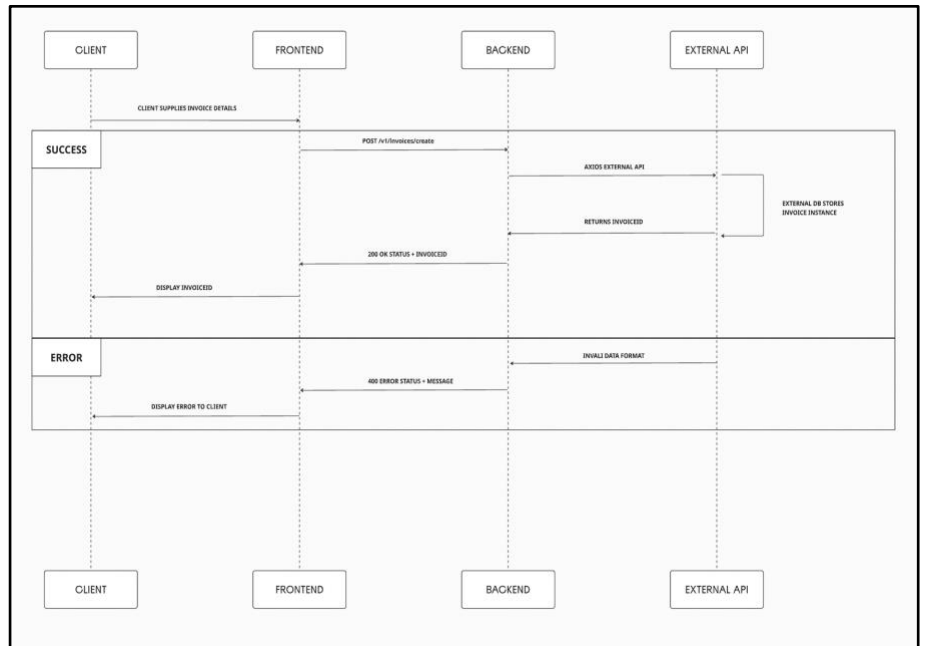 CLIENT
FRONTEND
BACKEND
EXTERNAL API
CLIENT SUPPLIES INVOICE DETAILS
SUCCESS
POST /v1/invoices/create
AXIOS EXTERNAL API
EXTERNAL DB STORES
INVOICE INSTANCE
RETURNS INVOICEID
200 OK STATUS + INVOICEID
DISPLAY INVOICEID
ERROR
INVALI DATA FORMAT
400 ERROR STATUS + MESSAGE
DISPLAY ERROR TO CLIENT
CLIENT
FRONTEND
BACKEND
EXTERNAL API